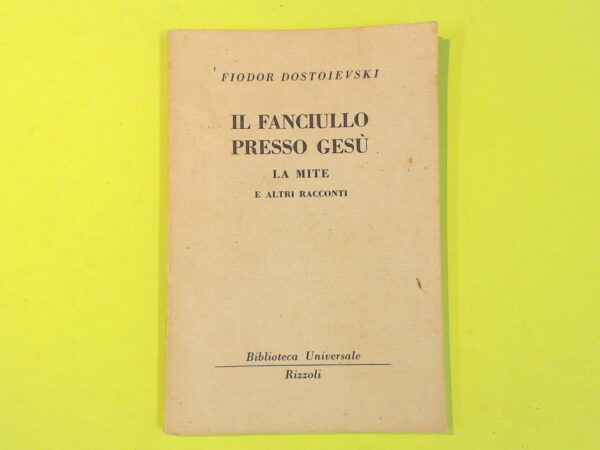 FIODOR DOSTOIEVSKI
IL FANCIULLO
PRESSO GESÙ
LA MITE
E ALTRI RACCONTI
Biblioteca Universale
Rizzoli